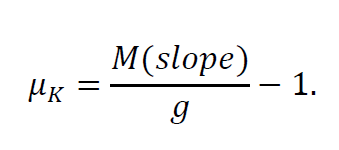 μ_K = M(slope)/g − 1.